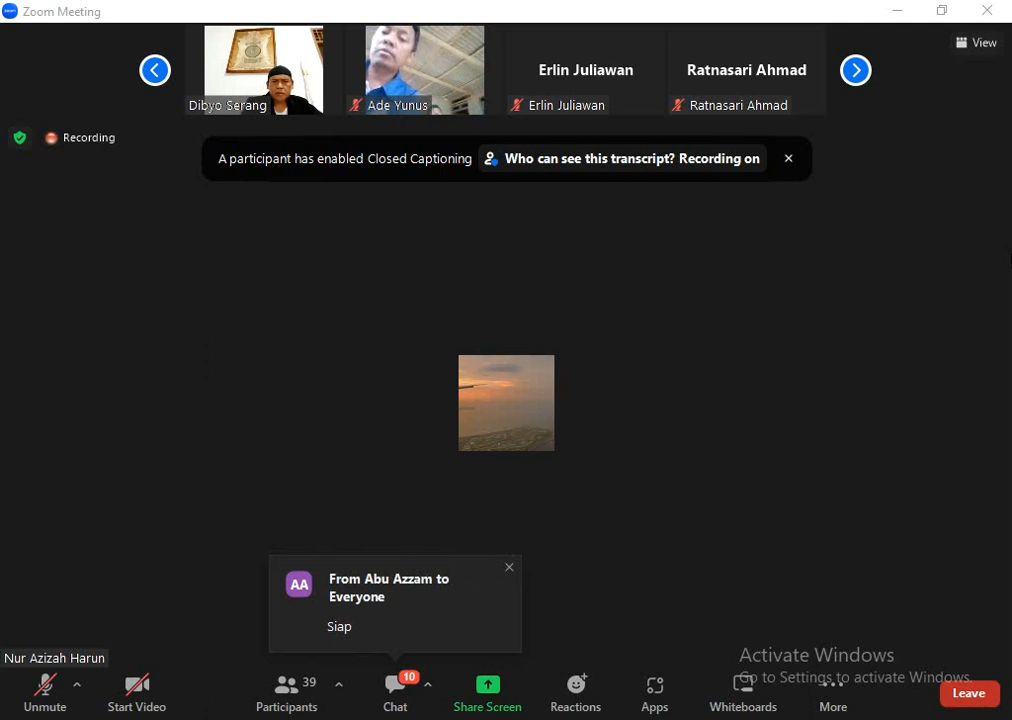 Zoom Meeting
View
Erlin Juliawan
Ratnasari Ahmad
Dibyo Serang
Ade Yunus
Erlin Juliawan
Ratnasari Ahmad
Recording
A participant has enabled Closed Captioning
Who can see this transcript? Recording on
AA
From Abu Azzam to
Everyone
Siap
Nur Azizah Harun
Activate Windows
Go to Settings to activate Windows.
39
10
Unmute
Start Video
Participants
Chat
Share Screen
Reactions
Apps
Whiteboards
More
Leave